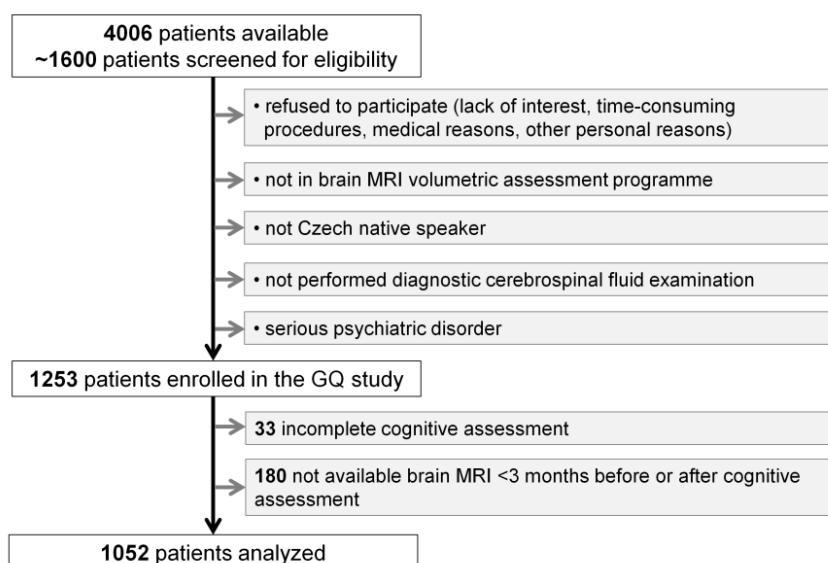 4006 patients available
~1600 patients screened for eligibility
• refused to participate (lack of interest, time-consuming
procedures, medical reasons, other personal reasons)
• not in brain MRI volumetric assessment programme
• not Czech native speaker
• not performed diagnostic cerebrospinal fluid examination
• serious psychiatric disorder
1253 patients enrolled in the GQ study
33 incomplete cognitive assessment
180 not available brain MRI <3 months before or after cognitive
assessment
1052 patients analyzed